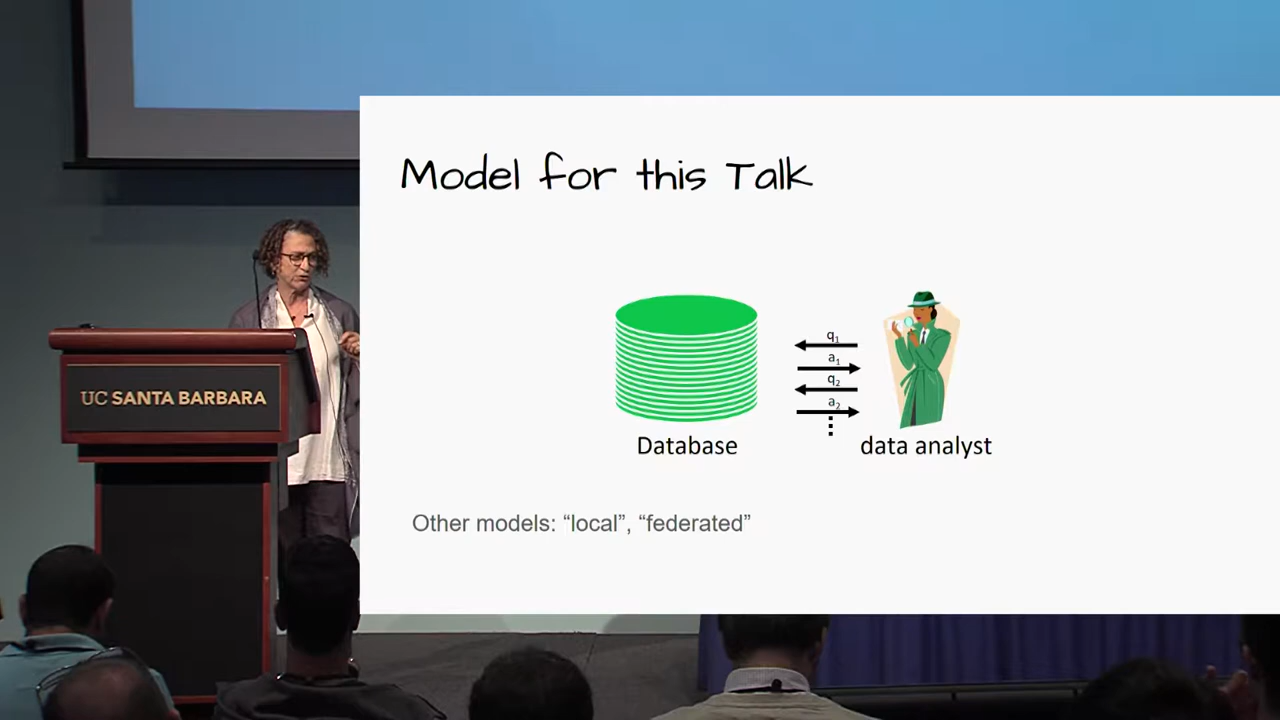 Model for this Talk
UC SANTA BARBARA
q1
a1
q2
a2
Database
data analyst
Other models: “local”, “federated”